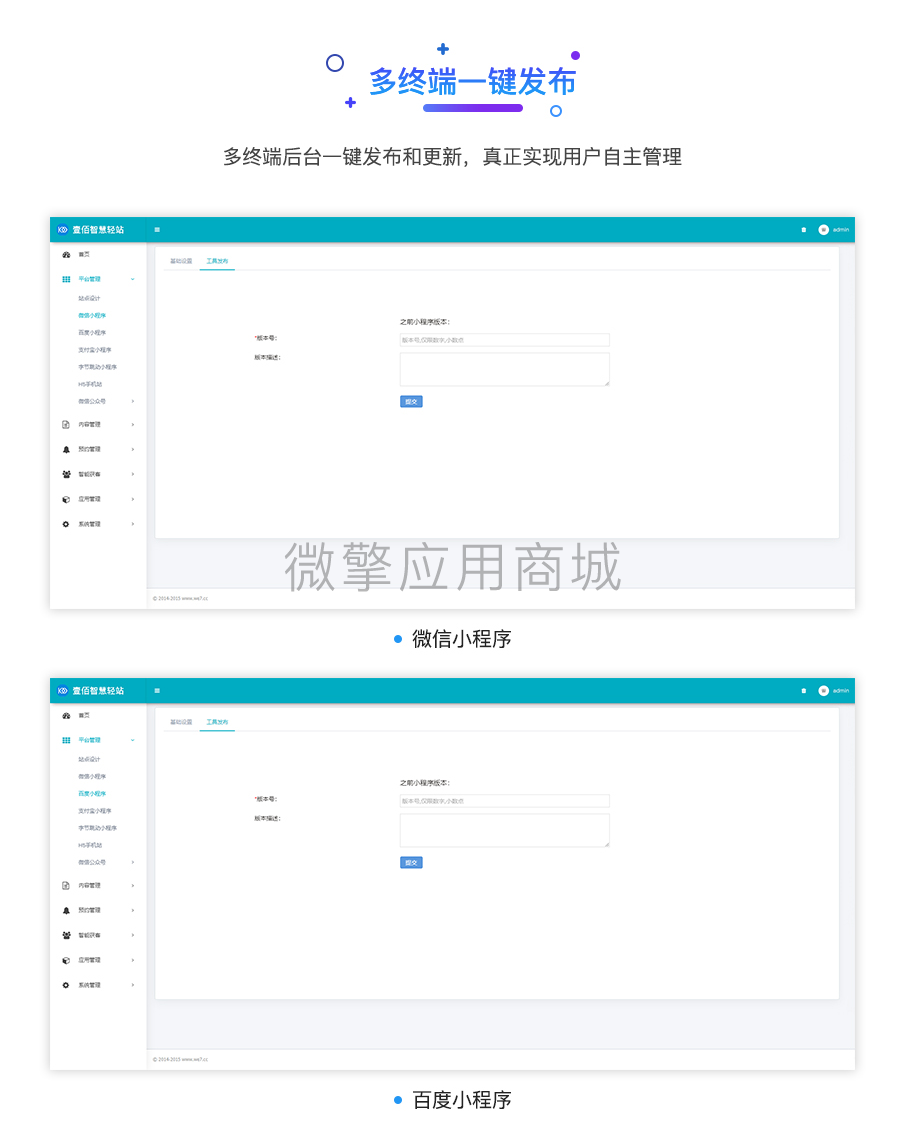 多终端一键发布
多终端后台一键发布和更新，真正实现用户自主管理
壹佰智慧轻站
admin
首页
基础设置 工具发布
平台管理
站点设计
微信小程序
之前小程序版本：
百度小程序
*版本号：
版本号,仅限数字,小数点
支付宝小程序
版本描述：
字节跳动小程序
H5手机站
微信公众号
提交
内容管理
预约管理
智能获客
应用管理
系统管理
微擎应用商城
© 2014-2015 www.we7.cc
微信小程序
壹佰智慧轻站
admin
首页
基础设置 工具发布
平台管理
站点设计
微信小程序
之前小程序版本：
百度小程序
*版本号：
版本号,仅限数字,小数点
支付宝小程序
版本描述：
字节跳动小程序
H5手机站
微信公众号
提交
内容管理
预约管理
智能获客
应用管理
系统管理
© 2014-2015 www.we7.cc
百度小程序